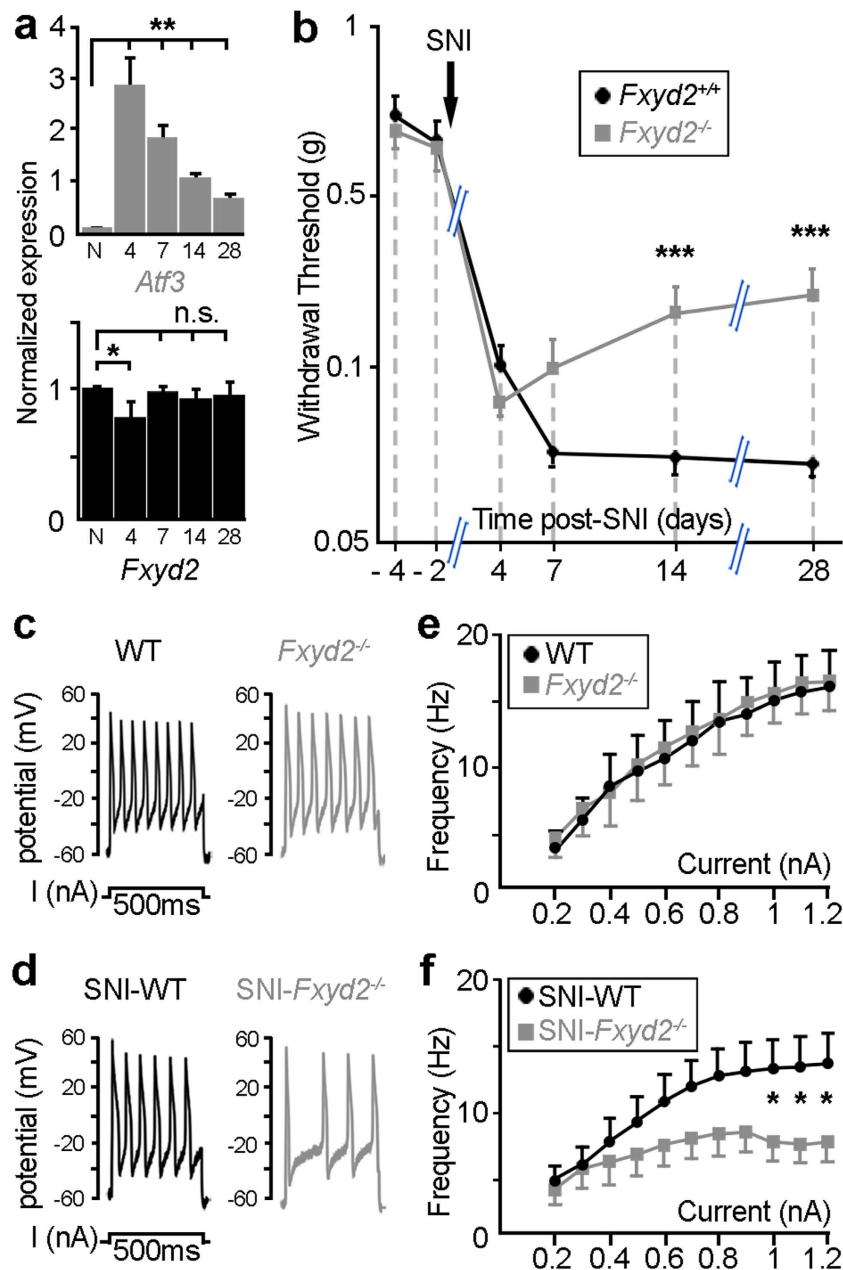 a
Normalized expression
4
3
2
1
0
**
N 4 7 14 28
Atf3
n.s.
*
1
0
N 4 7 14 28
Fxyd2
b
SNI
Fxyd2+/+
Fxyd2-/-
Withdrawal Threshold (g)
1
0.5
0.1
0.05
***
***
Time post-SNI (days)
- 4 - 2 4 7 14 28
c
WT
Fxyd2-/-
potential (mV)
60
20
-20
-60
60
20
-20
-60
I (nA)
500ms
d
SNI-WT
SNI-Fxyd2-/-
potential (mV)
60
20
-20
-60
60
20
-20
-60
I (nA)
500ms
e
WT
Fxyd2-/-
Frequency (Hz)
20
10
0
Current (nA)
0.2 0.4 0.6 0.8 1 1.2
f
SNI-WT
SNI-Fxyd2-/-
Frequency (Hz)
20
10
0
* * *
Current (nA)
0.2 0.4 0.6 0.8 1 1.2